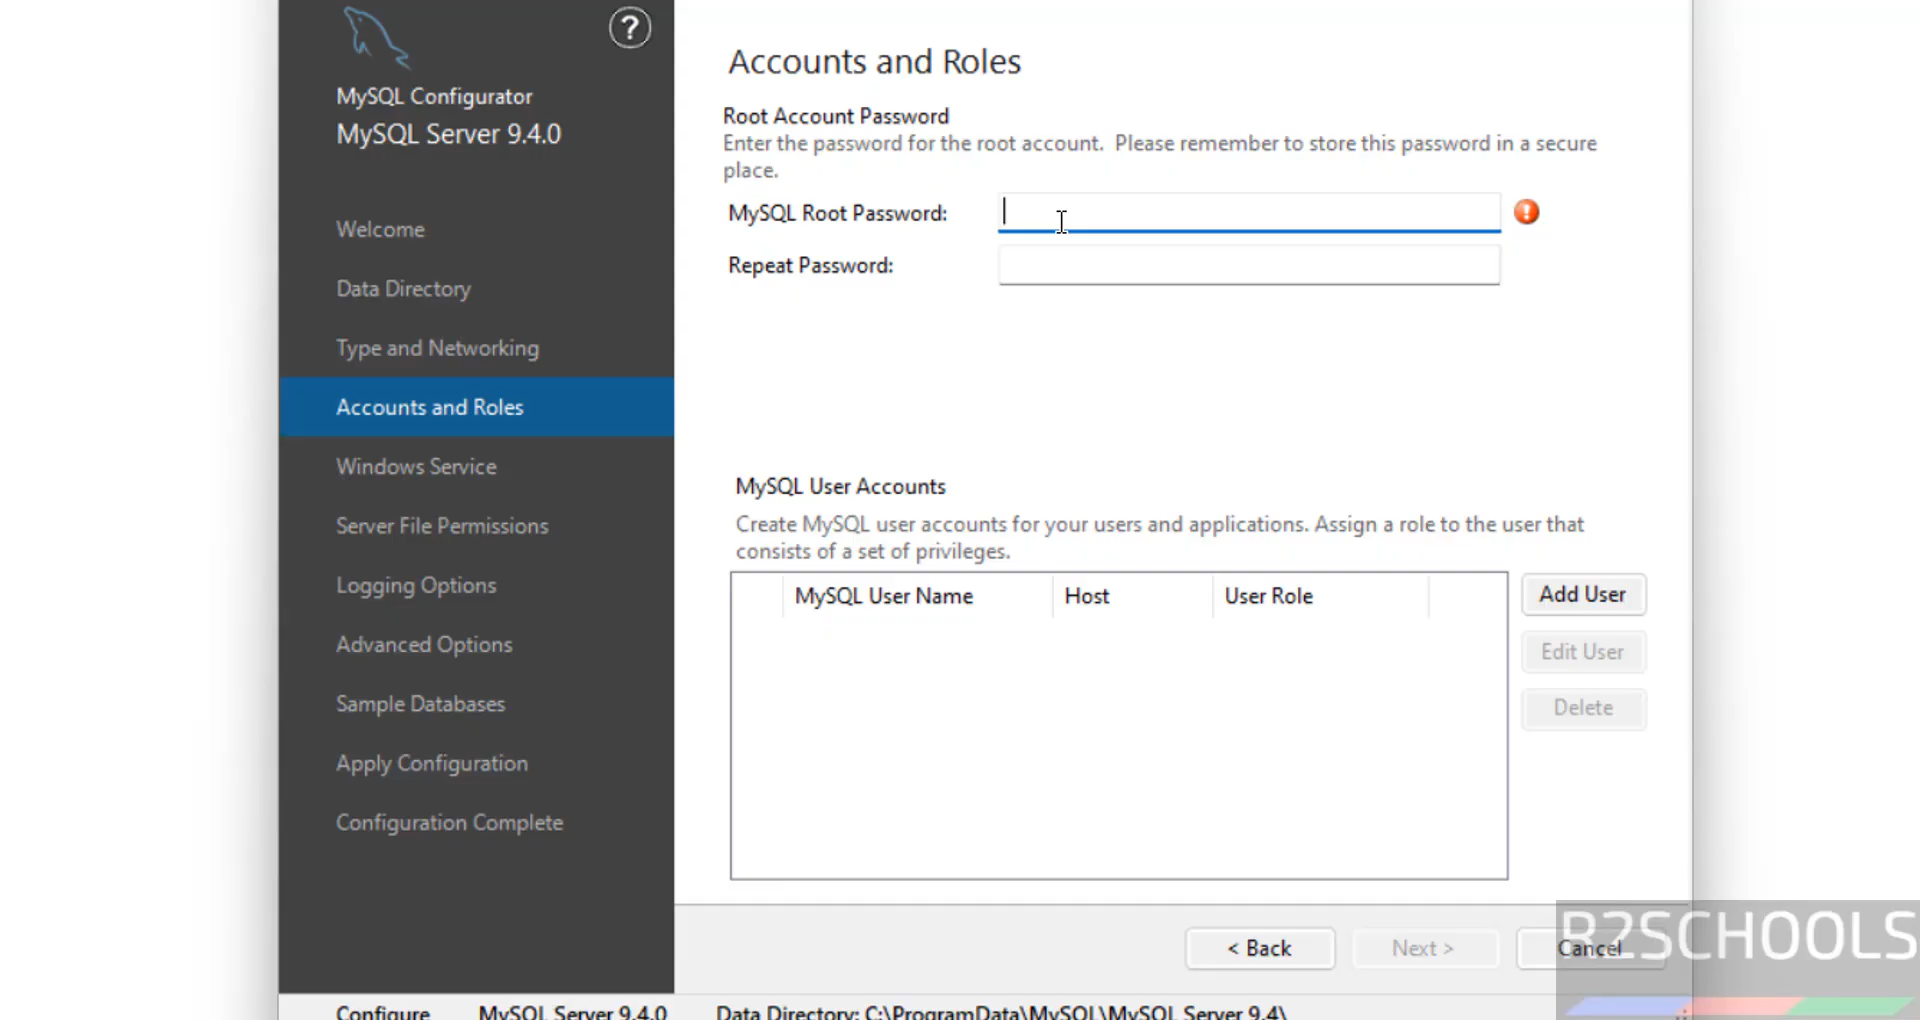 ?
MySQL Configurator
MySQL Server 9.4.0
Welcome
Data Directory
Type and Networking
Accounts and Roles
Windows Service
Server File Permissions
Logging Options
Advanced Options
Sample Databases
Apply Configuration
Configuration Complete
Accounts and Roles
Root Account Password
Enter the password for the root account.  Please remember to store this password in a secure
place.
MySQL Root Password:
Repeat Password:
MySQL User Accounts
Create MySQL user accounts for your users and applications. Assign a role to the user that
consists of a set of privileges.
MySQL User Name Host User Role
Add User
Edit User
Delete
< Back Next > Cancel
R2SCHOOLS
Configure MySQL Server 9.4.0 Data Directory: C:\ProgramData\MySQL\MySQL Server 9.4\